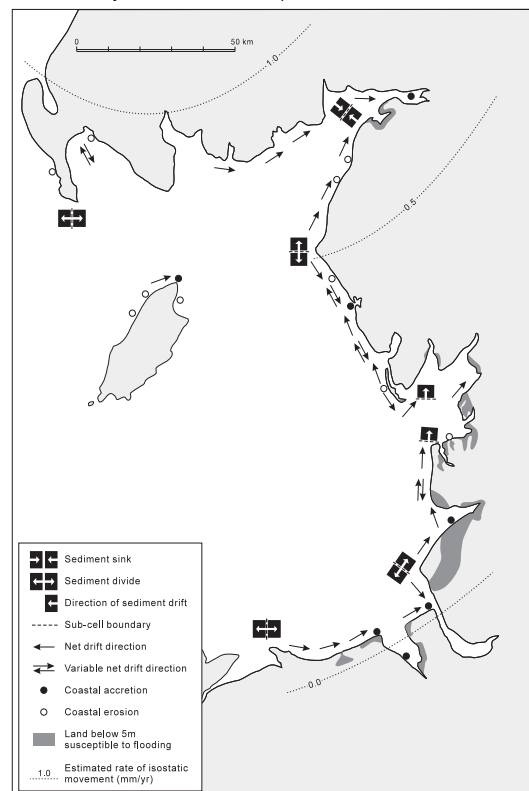 0
50 km
1.0
0.5
0.0
Sediment sink
Sediment divide
Direction of sediment drift
Sub-cell boundary
Net drift direction
Variable net drift direction
Coastal accretion
Coastal erosion
Land below 5m
susceptible to flooding
1.0
Estimated rate of isostatic
movement (mm/yr)